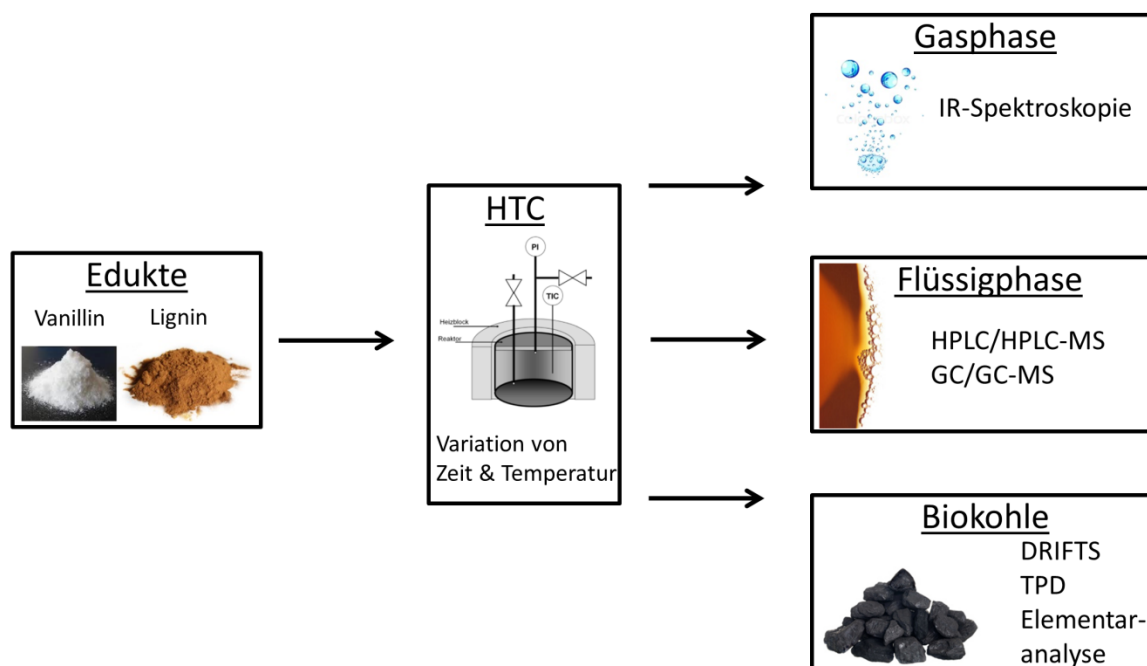 Edukte
Vanillin Lignin
HTC
PI
TIC
Heizblock
Reaktor
Variation von
Zeit & Temperatur
Gasphase
IR-Spektroskopie
Flüssigphase
HPLC/HPLC-MS
GC/GC-MS
Biokohle
DRIFTS
TPD
Elementar-
analyse